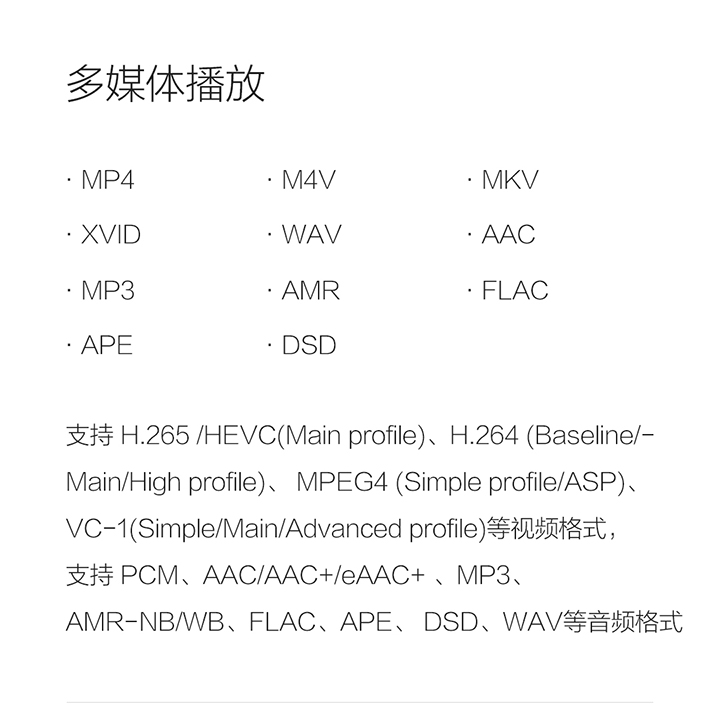 多媒体播放
· MP4 · M4V · MKV
· XVID · WAV · AAC
· MP3 · AMR · FLAC
· APE · DSD
支持 H.265 /HEVC(Main profile)、H.264 (Baseline/-
Main/High profile)、 MPEG4 (Simple profile/ASP)、
VC-1(Simple/Main/Advanced profile)等视频格式，
支持 PCM、AAC/AAC+/eAAC+ 、MP3、
AMR-NB/WB、FLAC、APE、 DSD、WAV等音频格式